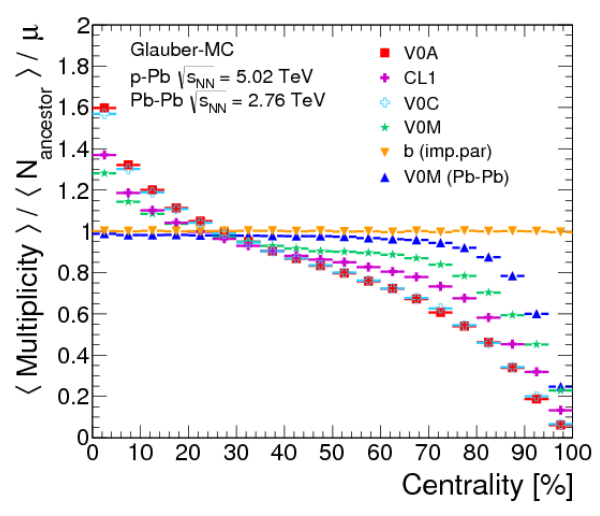 Glauber-MC
p-Pb √sNN = 5.02 TeV
Pb-Pb √sNN = 2.76 TeV
V0A
CL1
V0C
V0M
b (imp.par)
V0M (Pb-Pb)
⟨ Multiplicity ⟩ / ⟨ Nancestor ⟩ / μ
2
1.8
1.6
1.4
1.2
1
0.8
0.6
0.4
0.2
0
0 10 20 30 40 50 60 70 80 90 100
Centrality [%]